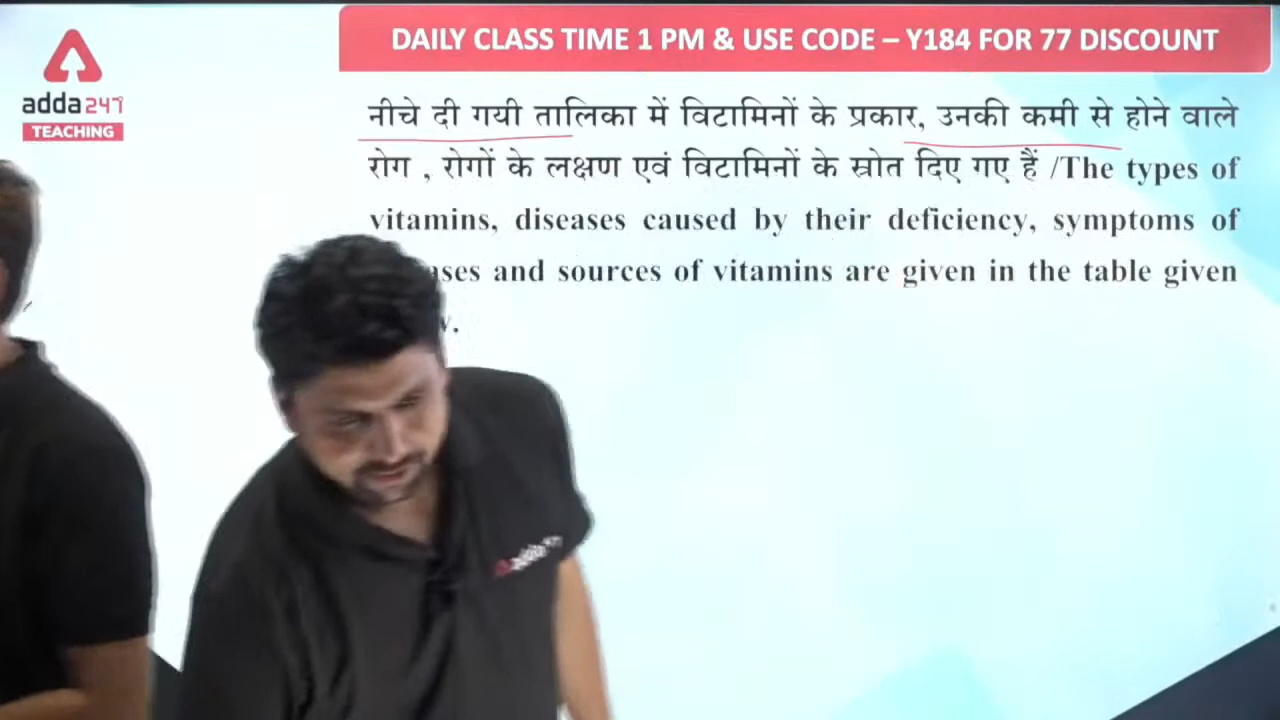 DAILY CLASS TIME 1 PM & USE CODE – Y184 FOR 77 DISCOUNT
adda247
TEACHING
नीचे दी गयी तालिका में विटामिनों के प्रकार, उनकी कमी से होने वाले
रोग , रोगों के लक्षण एवं विटामिनों के स्रोत दिए गए हैं /The types of
vitamins, diseases caused by their deficiency, symptoms of
and sources of vitamins are given in the table given